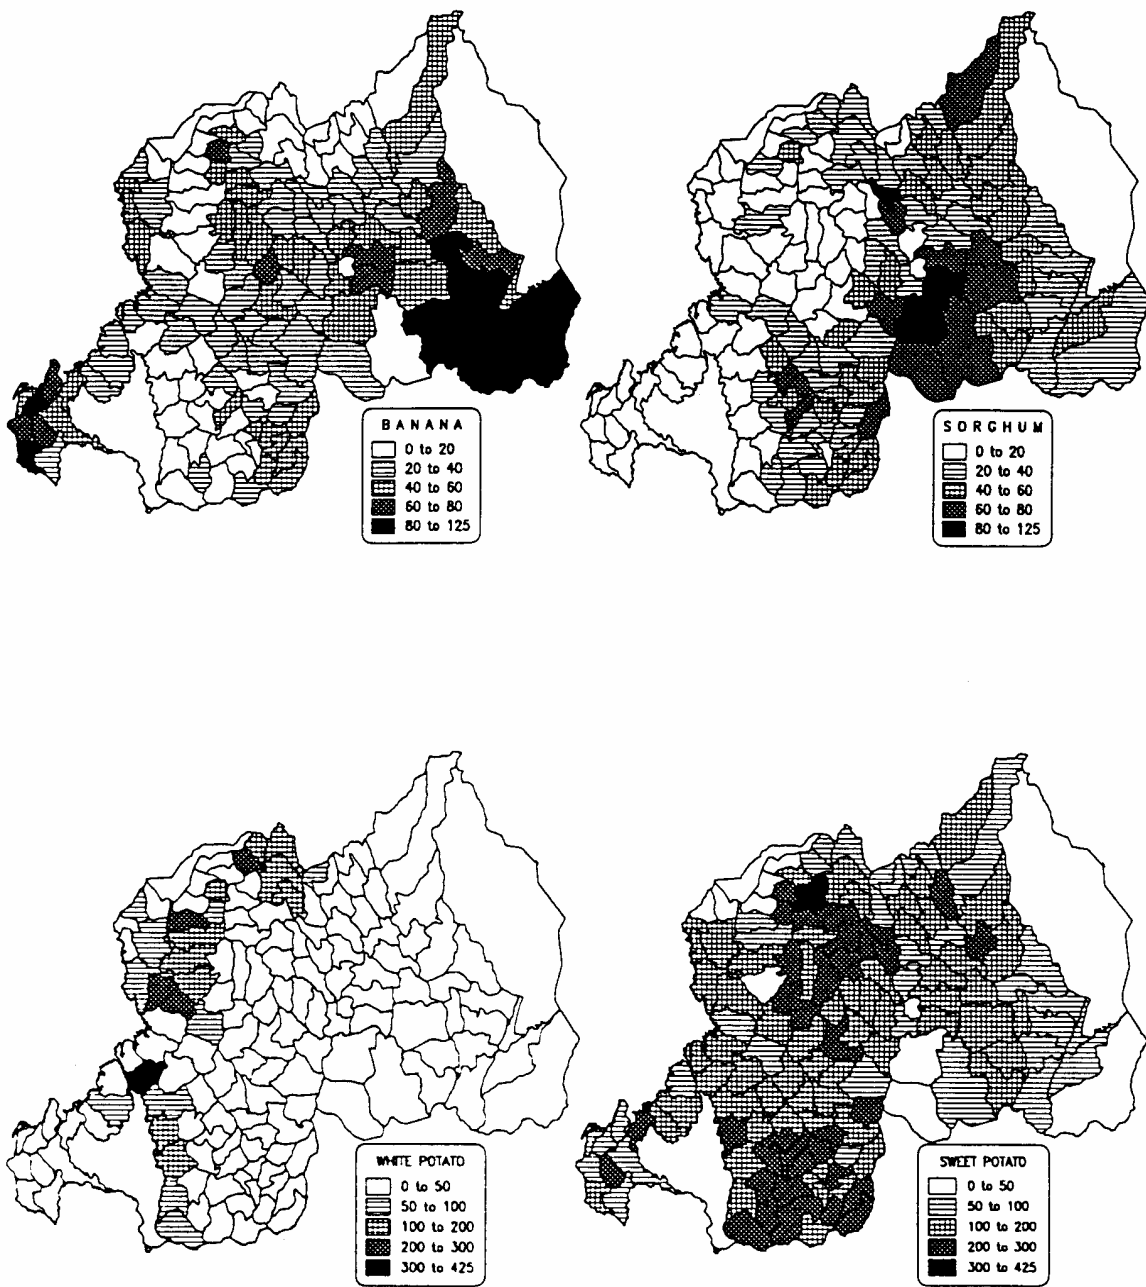 BANANA
0 to 20
20 to 40
40 to 60
60 to 80
80 to 125
SORGHUM
0 to 20
20 to 40
40 to 60
60 to 80
80 to 125
WHITE POTATO
0 to 50
50 to 100
100 to 200
200 to 300
300 to 425
SWEET POTATO
0 to 50
50 to 100
100 to 200
200 to 300
300 to 425